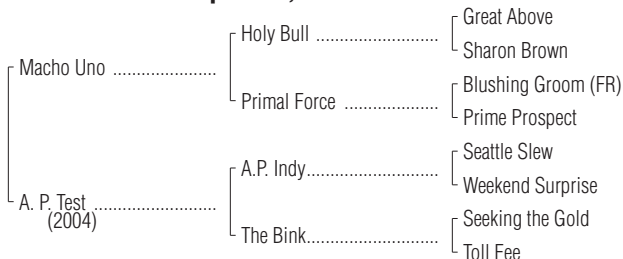 Great Above
Holy Bull ....................
Sharon Brown
Macho Uno .....................
Blushing Groom (FR)
Primal Force ...................
Prime Prospect
Seattle Slew
A.P. Indy...........................
Weekend Surprise
A. P. Test .........................
(2004)
Seeking the Gold
The Bink...........................
Toll Fee